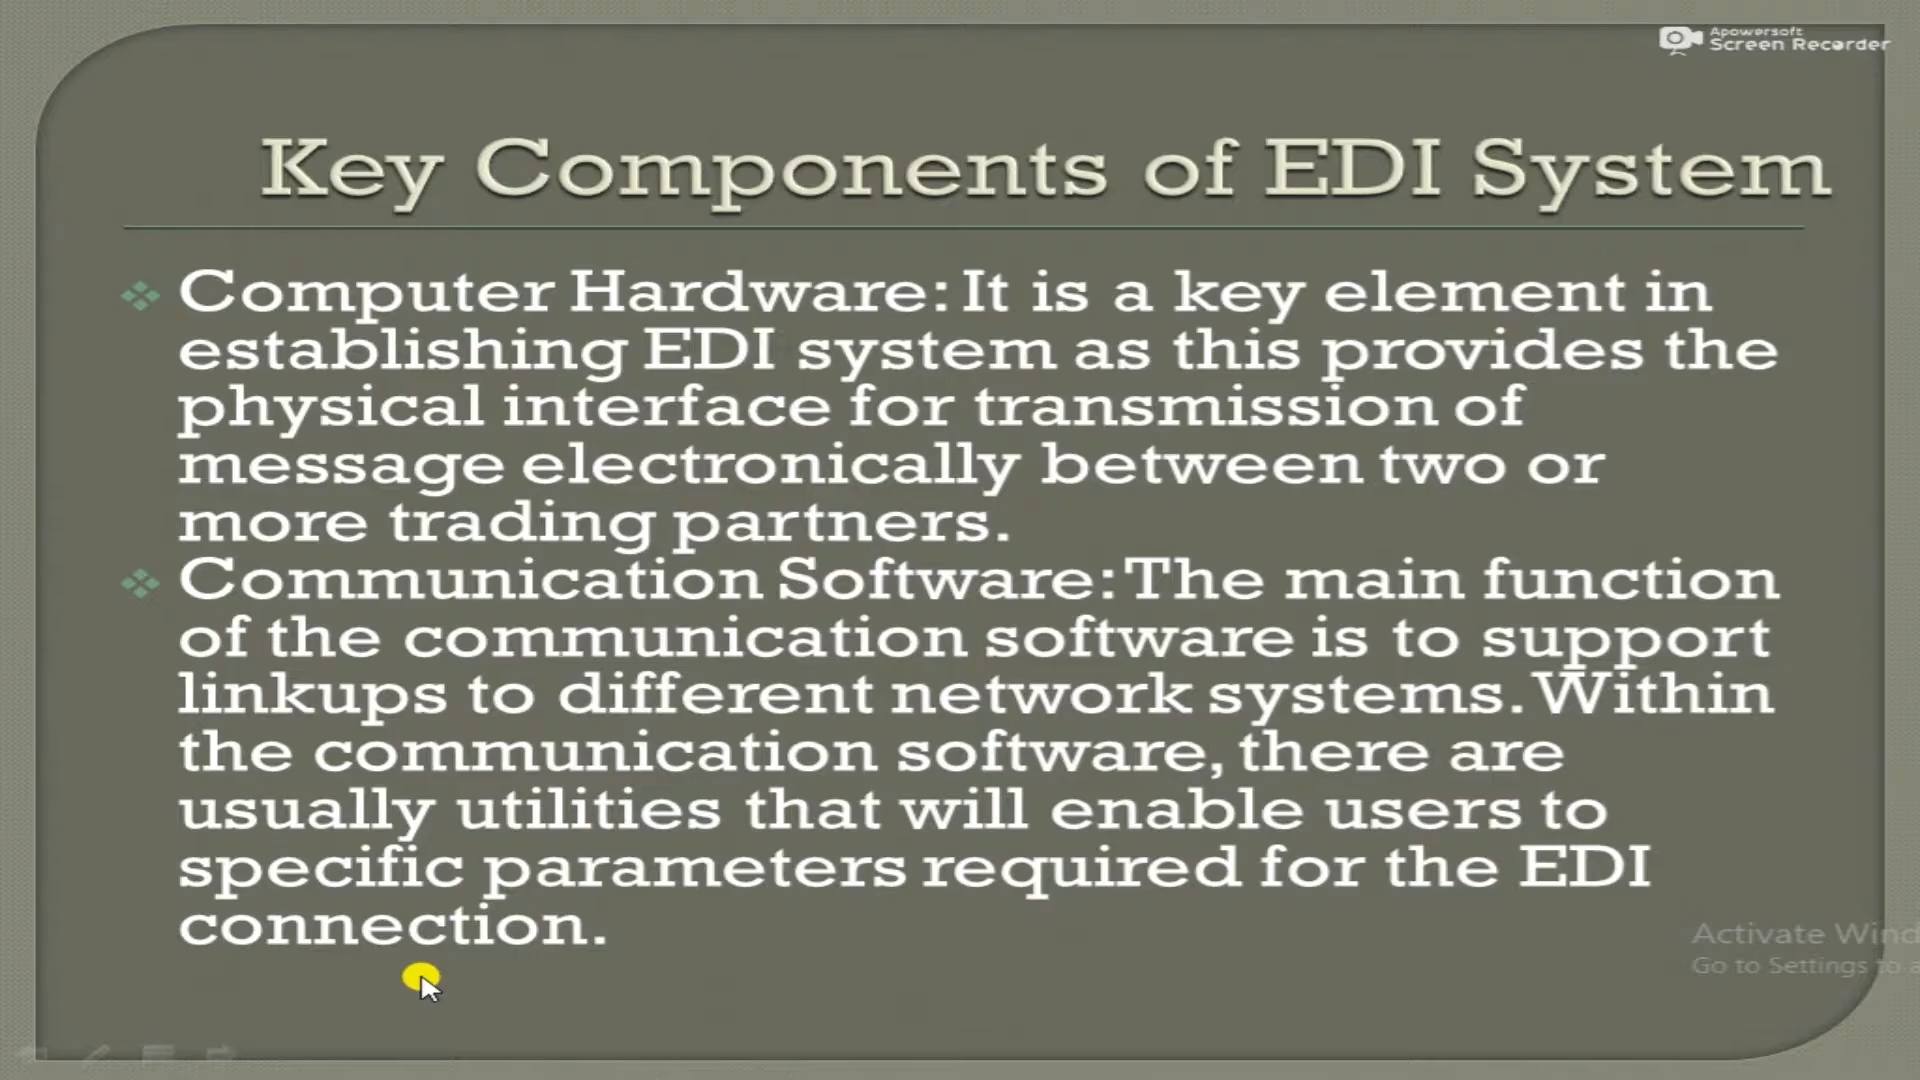 Apowersoft
Screen Recorder
Key Components of EDI System
Computer Hardware: It is a key element in
establishing EDI system as this provides the
physical interface for transmission of
message electronically between two or
more trading partners.
Communication Software: The main function
of the communication software is to support
linkups to different network systems. Within
the communication software, there are
usually utilities that will enable users to
specific parameters required for the EDI
connection.
Activate Wind
Go to Settings to a